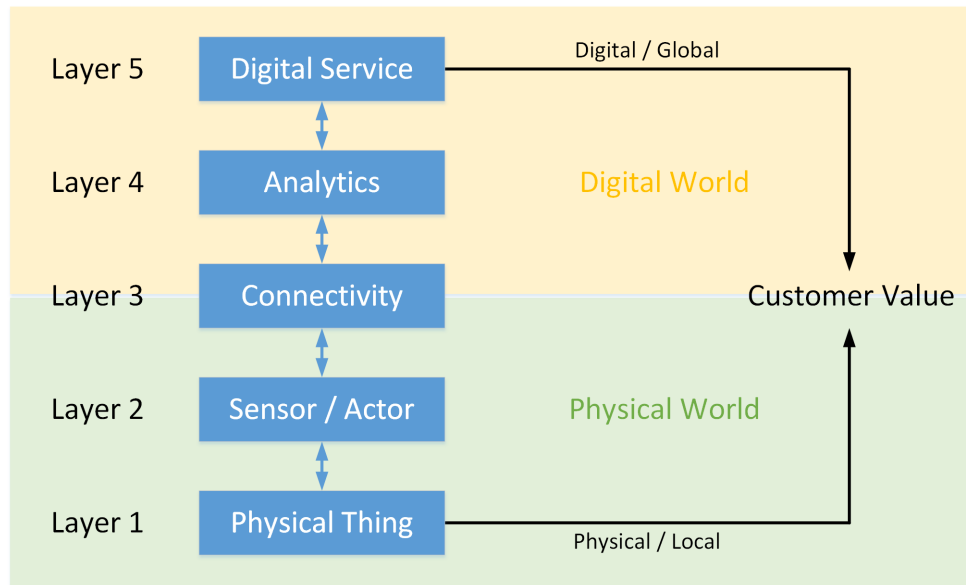 Layer 5
Digital Service
Digital / Global
Layer 4
Analytics
Digital World
Layer 3
Connectivity
Customer Value
Layer 2
Sensor / Actor
Physical World
Layer 1
Physical Thing
Physical / Local